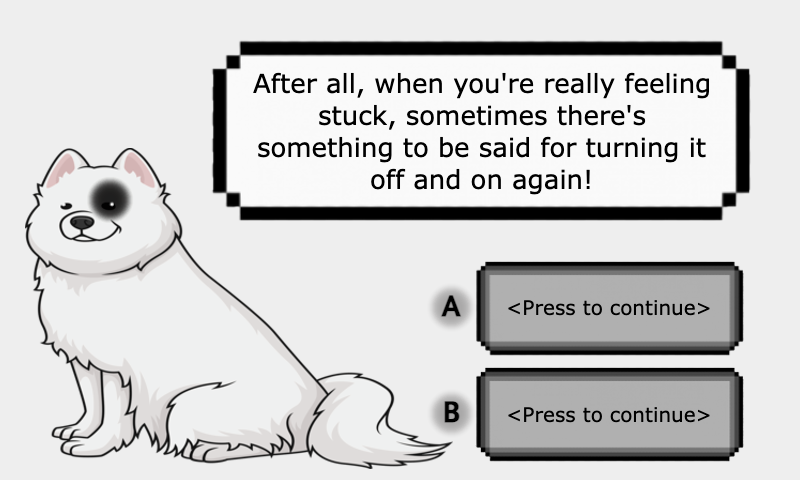 After all, when you're really feeling
stuck, sometimes there's
something to be said for turning it
off and on again!
A
<Press to continue>
B
<Press to continue>